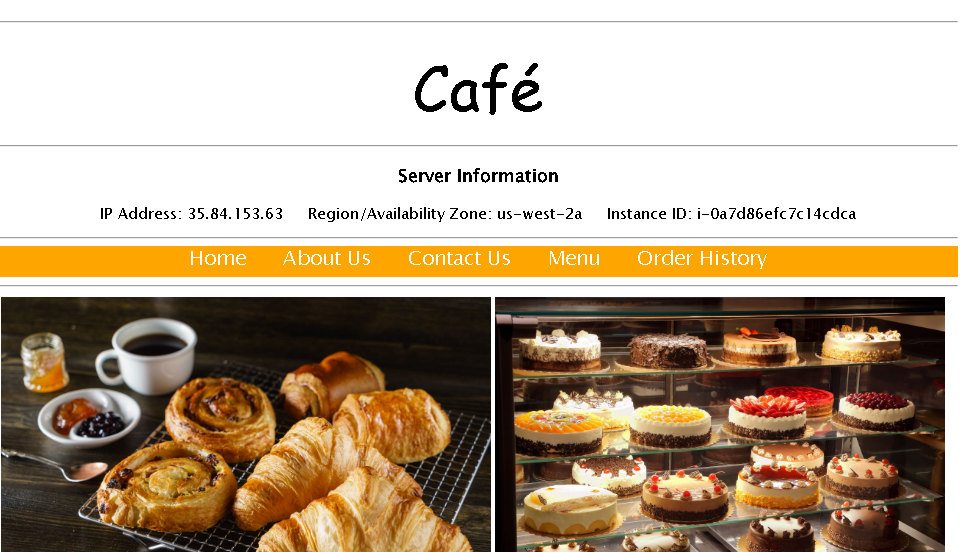 Café
Server Information
IP Address: 35.84.153.63 Region/Availability Zone: us-west-2a Instance ID: i-0a7d86efc7c14cdca
Home About Us Contact Us Menu Order History